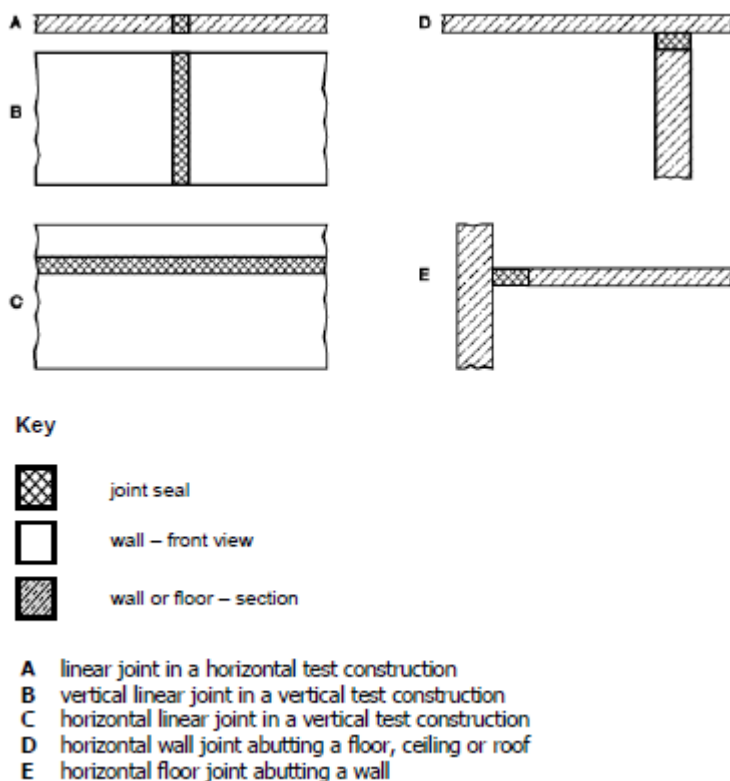 A
B
C
D
E
Key
joint seal
wall – front view
wall or floor – section
A linear joint in a horizontal test construction
B vertical linear joint in a vertical test construction
C horizontal linear joint in a vertical test construction
D horizontal wall joint abutting a floor, ceiling or roof
E horizontal floor joint abutting a wall